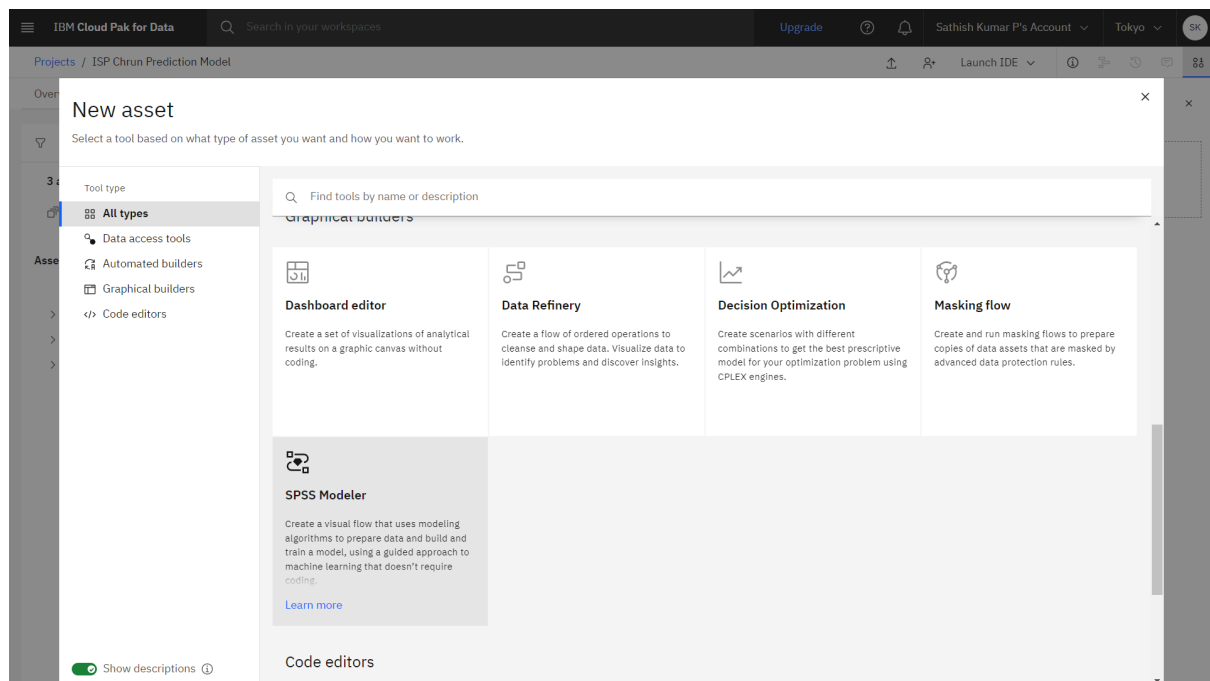 IBM Cloud Pak for Data
Search in your workspaces
Upgrade
Sathish Kumar P's Account
Tokyo
SK
Projects / ISP Chrun Prediction Model
Launch IDE
Over
New asset
Select a tool based on what type of asset you want and how you want to work.
3 a
Asse
Tool type
All types
Data access tools
Automated builders
Graphical builders
Code editors
Find tools by name or description
Graphical builders
Dashboard editor
Create a set of visualizations of analytical
results on a graphic canvas without
coding.
Data Refinery
Create a flow of ordered operations to
cleanse and shape data. Visualize data to
identify problems and discover insights.
Decision Optimization
Create scenarios with different
combinations to get the best prescriptive
model for your optimization problem using
CPLEX engines.
Masking flow
Create and run masking flows to prepare
copies of data assets that are masked by
advanced data protection rules.
SPSS Modeler
Create a visual flow that uses modeling
algorithms to prepare data and build and
train a model, using a guided approach to
machine learning that doesn't require
coding.
Learn more
Code editors
Show descriptions